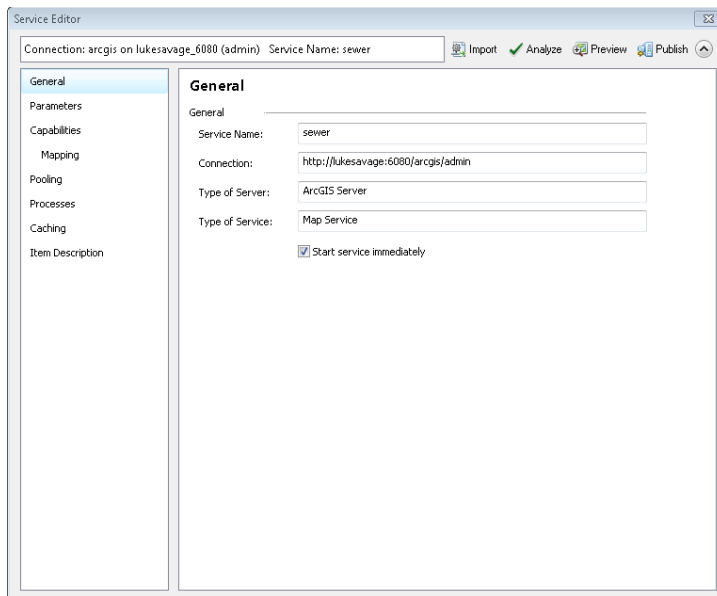 Service Editor
Connection: arcgis on lukesavage_6080 (admin)   Service Name: sewer
Import
Analyze
Preview
Publish
General
Parameters
Capabilities
Mapping
Pooling
Processes
Caching
Item Description
General
General
Service Name: sewer
Connection: http://lukesavage:6080/arcgis/admin
Type of Server: ArcGIS Server
Type of Service: Map Service
Start service immediately